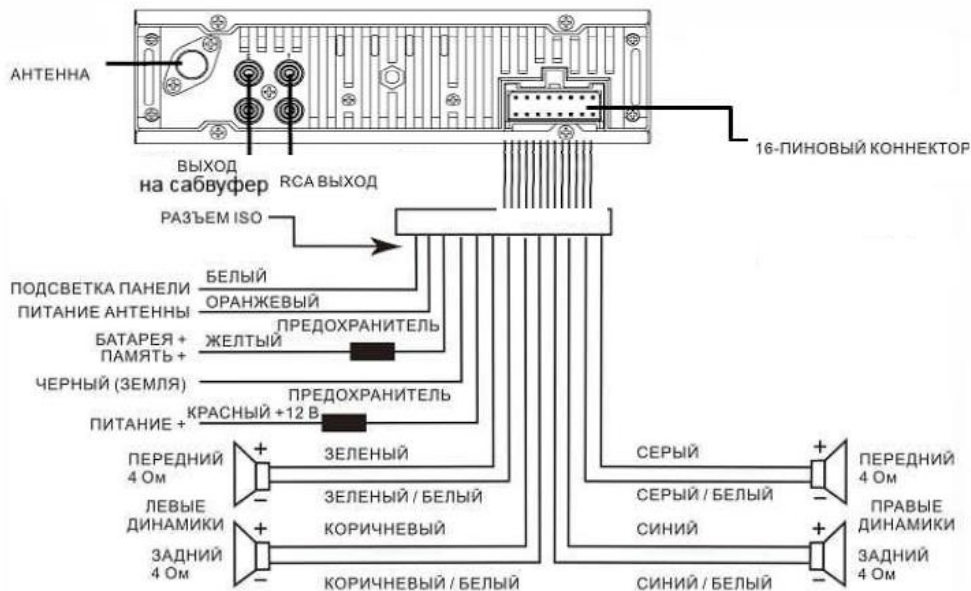 АНТЕННА
16-ПИНОВЫЙ КОННЕКТОР
ВЫХОД
на сабвуфер
RCA ВЫХОД
РАЗЪЕМ ISO
БЕЛЫЙ
ПОДСВЕТКА ПАНЕЛИ
ОРАНЖЕВЫЙ
ПИТАНИЕ АНТЕННЫ
ПРЕДОХРАНИТЕЛЬ
БАТАРЕЯ +
ЖЕЛТЫЙ
ПАМЯТЬ +
ЧЕРНЫЙ (ЗЕМЛЯ)
ПРЕДОХРАНИТЕЛЬ
КРАСНЫЙ +12 В
ПИТАНИЕ +
ПЕРЕДНИЙ
4 Ом
+
−
ЗЕЛЕНЫЙ
ЗЕЛЕНЫЙ / БЕЛЫЙ
ЛЕВЫЕ
ДИНАМИКИ
ЗАДНИЙ
4 Ом
+
−
КОРИЧНЕВЫЙ
КОРИЧНЕВЫЙ / БЕЛЫЙ
СЕРЫЙ
СЕРЫЙ / БЕЛЫЙ
+
−
ПЕРЕДНИЙ
4 Ом
ПРАВЫЕ
ДИНАМИКИ
СИНИЙ
СИНИЙ / БЕЛЫЙ
+
−
ЗАДНИЙ
4 Ом